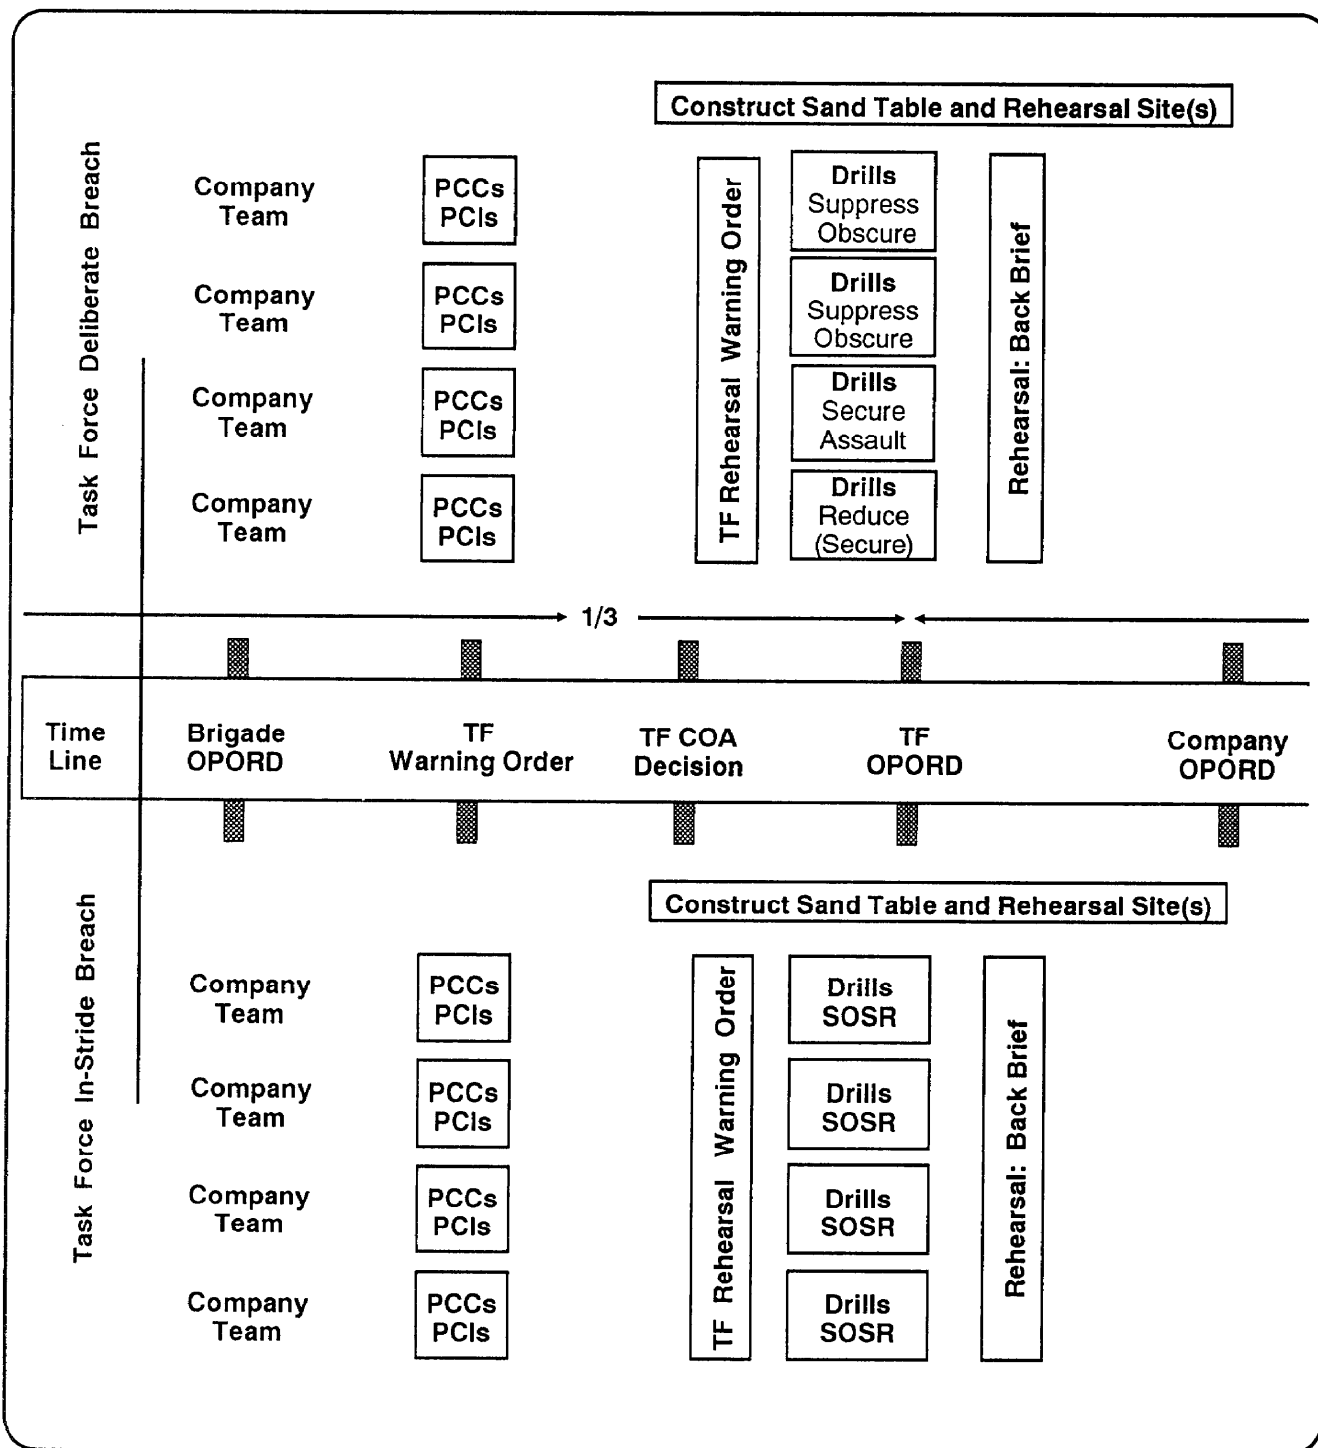 Construct Sand Table and Rehearsal Site(s)
Task Force Deliberate Breach
Company
Team
PCCs
PCIs
TF Rehearsal Warning Order
Drills
Suppress
Obscure
Rehearsal: Back Brief
Company
Team
PCCs
PCIs
Drills
Suppress
Obscure
Company
Team
PCCs
PCIs
Drills
Secure
Assault
Company
Team
PCCs
PCIs
Drills
Reduce
(Secure)
1/3
Time
Line
Brigade
OPORD
TF
Warning Order
TF COA
Decision
TF
OPORD
Company
OPORD
Construct Sand Table and Rehearsal Site(s)
Task Force In-Stride Breach
Company
Team
PCCs
PCIs
TF Rehearsal Warning Order
Drills
SOSR
Rehearsal: Back Brief
Company
Team
PCCs
PCIs
Drills
SOSR
Company
Team
PCCs
PCIs
Drills
SOSR
Company
Team
PCCs
PCIs
Drills
SOSR